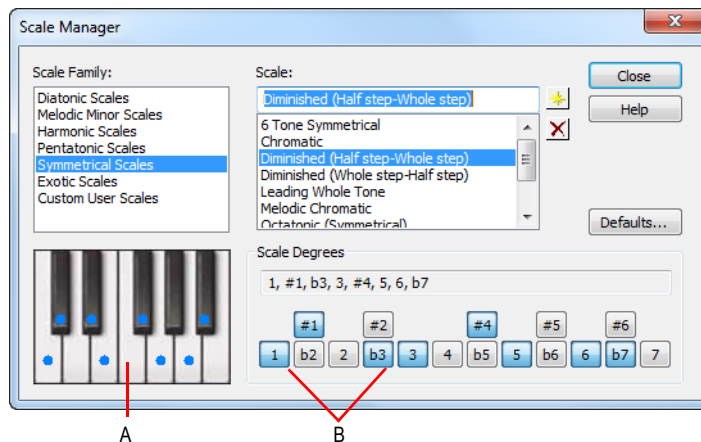 Scale Manager
Scale Family:
Diatonic Scales
Melodic Minor Scales
Harmonic Scales
Pentatonic Scales
Symmetrical Scales
Exotic Scales
Custom User Scales
Scale:
Diminished (Half step-Whole step)
6 Tone Symmetrical
Chromatic
Diminished (Half step-Whole step)
Diminished (Whole step-Half step)
Leading Whole Tone
Melodic Chromatic
Octatonic (Symmetrical)
Close
Help
Defaults...
Scale Degrees
1, #1, b3, 3, #4, 5, 6, b7
#1 #2 #4 #5 #6
1 b2 2 b3 3 4 b5 5 b6 6 b7 7
A B